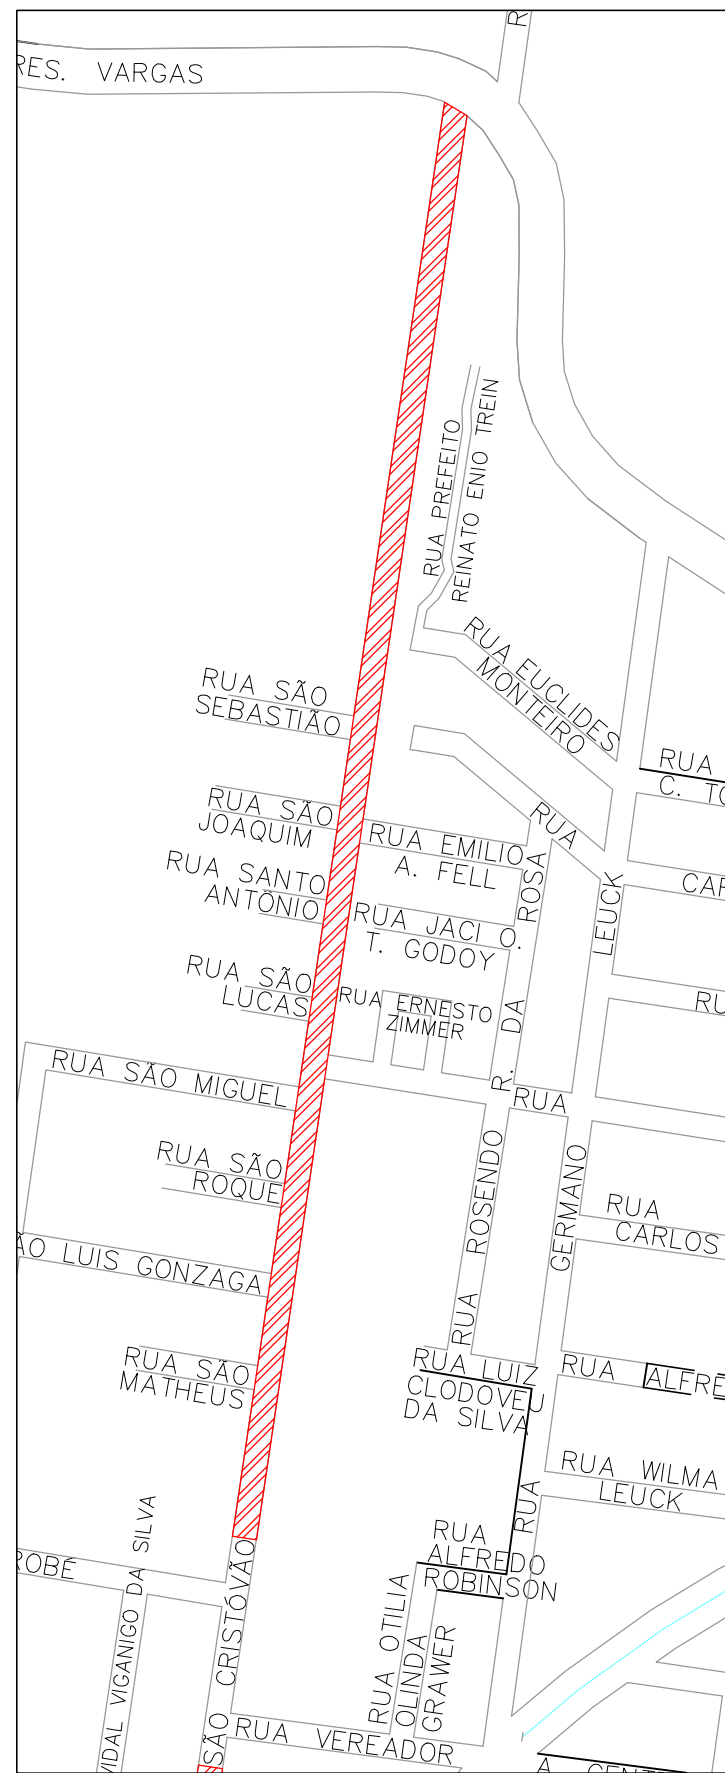 R
RES. VARGAS
RUA PREFEITO
REINATO ENIO TREIN
RUA EUCLIDES
MONTEIRO
RUA SÃO
SEBASTIÃO
RUA
C. TO
RUA SÃO
JOAQUIM
RUA EMILIO
A. FELL
RUA
ROSA
CAR
RUA SANTO
ANTÔNIO
RUA JACI O.
T. GODOY
LEUCK
RUA SÃO
LUCAS
RUA ERNESTO
ZIMMER
DA
RU
RUA SÃO MIGUEL
R.
RUA
RUA SÃO
ROQUE
ROSENDO
GERMANO
RUA
CARLOS
ÃO LUIS GONZAGA
RUA
RUA SÃO
MATHEUS
RUA LUIZ
CLODOVEU
DA SILVA
RUA ALFRE
RUA WILMA
LEUCK
RUA
RUA
ALFREDO
ROBINSON
ROBÉ
VIDAL VIGANIGO DA SILVA
SÃO CRISTÓVÃO
RUA OTILIA
OLINDA
GRAWER
RUA VEREADOR
A. GENT